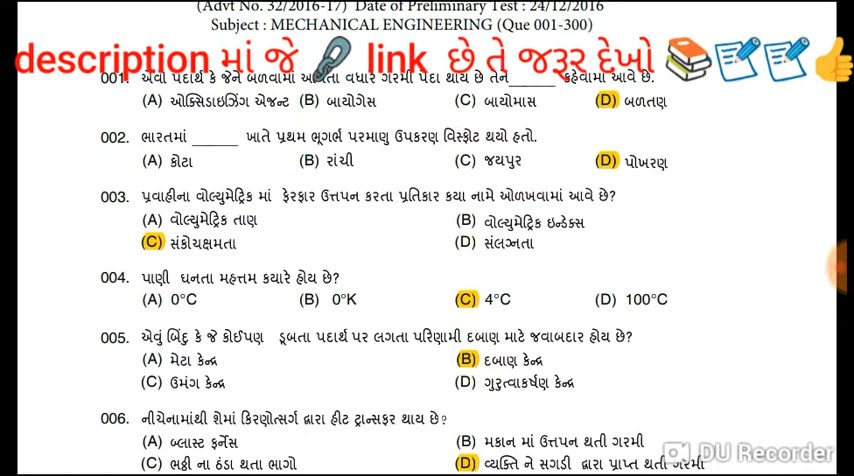 (Advt No. 32/2016-17) Date of Preliminary Test : 24/12/2016
Subject : MECHANICAL ENGINEERING (Que 001-300)
description માં જે 🔗 link છે તે જરૂર દેખો 📚📝📝👍
001. એવો પદાર્થ કે જેને બળવામાં આવતા વધારે ગરમી પેદા થાય છે તેને______ કહેવામાં આવે છે.
(A) ઓક્સિડાઇઝિંગ એજન્ટ (B) બાયોગેસ (C) બાયોમાસ (D) બળતણ
002. ભારતમાં ______ ખાતે પ્રથમ ભૂગર્ભ પરમાણુ ઉપકરણ વિસ્ફોટ થયો હતો.
(A) કોટા (B) રાંચી (C) જયપુર (D) પોખરણ
003. પ્રવાહીના વોલ્યુમેટ્રિક માં ફેરફાર ઉત્તપન કરતા પ્રતિકાર કયા નામે ઓળખવામાં આવે છે?
(A) વોલ્યુમેટ્રિક તાણ (B) વોલ્યુમેટ્રિક ઇન્ડેક્સ
(C) સંકોચક્ષમતા (D) સંલગ્નતા
004. પાણી ઘનતા મહત્તમ કયારે હોય છે?
(A) 0°C (B) 0°K (C) 4°C (D) 100°C
005. એવું બિંદુ કે જે કોઈપણ ડૂબતા પદાર્થ પર લગતા પરિણામી દબાણ માટે જવાબદાર હોય છે?
(A) મેટા કેન્દ્ર (B) દબાણ કેન્દ્ર
(C) ઉમંગ કેન્દ્ર (D) ગુરુત્વાકર્ષણ કેન્દ્ર
006. નીચેનામાંથી શેમાં કિરણોત્સર્ગ દ્વારા હીટ ટ્રાન્સફર થાય છે?
(A) બ્લાસ્ટ ફર્નેસ (B) મકાન માં ઉત્તપન થતી ગરમી
(C) ભઠ્ઠી ના ઠંડા થતા ભાગો (D) વ્યક્તિ ને સગડી દ્વારા પ્રાપ્ત થતી ગરમી
DU Recorder